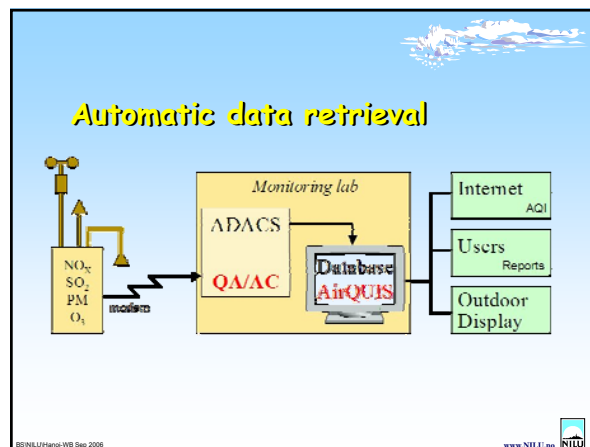 Automatic data retrieval
NOX
SO2
PM
O3
modem
Monitoring lab
ADACS
QA/AC
Database
AirQUIS
Internet
AQI
Users
Reports
Outdoor
Display
BS\NILU\Hanoi-WB Sep 2006
www.NILU.no
NILU